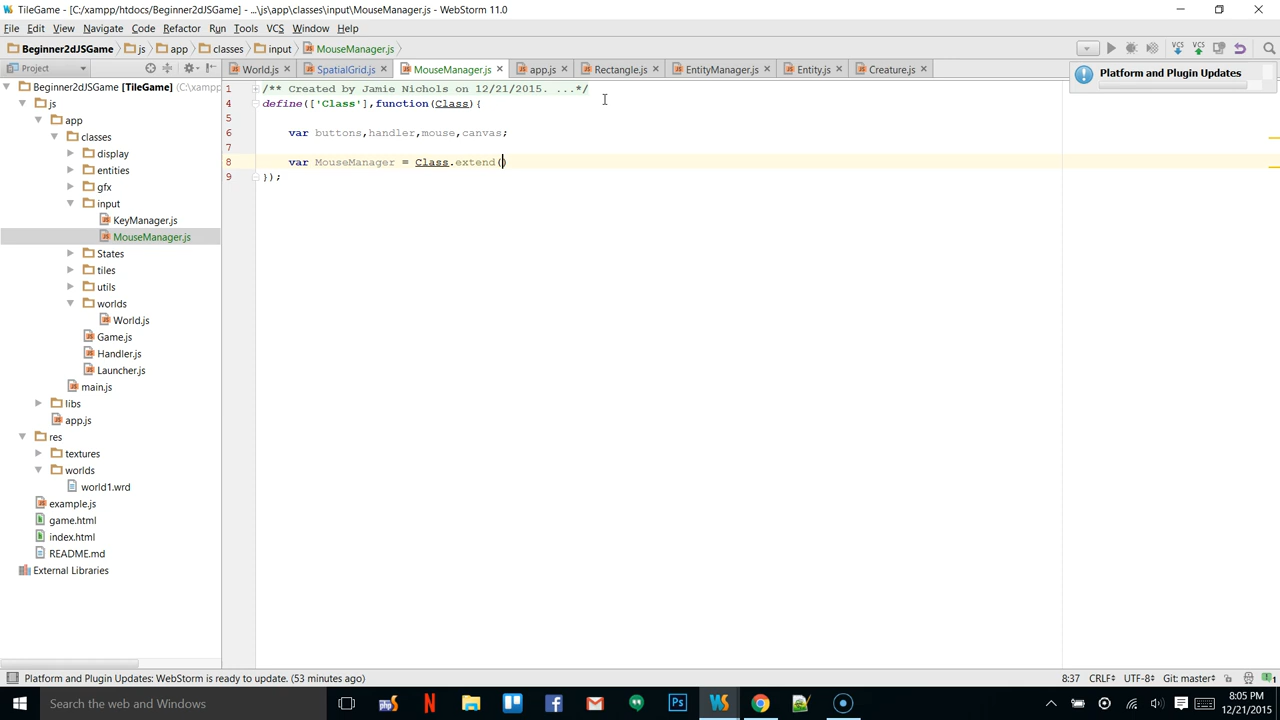 TileGame - [C:/xampp/htdocs/Beginner2dJSGame] - ...\js\app\classes\input\MouseManager.js - WebStorm 11.0
File Edit View Navigate Code Refactor Run Tools VCS Window Help
Beginner2dJSGame js app classes input MouseManager.js
VCS VCS
Project World.js SpatialGrid.js MouseManager.js app.js Rectangle.js EntityManager.js Entity.js Creature.js
Platform and Plugin Updates
Beginner2dJSGame [TileGame] (C:\xampp
js
app
classes
display
entities
gfx
input
KeyManager.js
MouseManager.js
States
tiles
utils
worlds
World.js
Game.js
Handler.js
Launcher.js
main.js
libs
app.js
res
textures
worlds
world1.wrd
example.js
game.html
index.html
README.md
External Libraries
1 /** Created by Jamie Nichols on 12/21/2015. ...*/
4 define(['Class'],function(Class){
5
6 var buttons,handler,mouse,canvas;
7
8 var MouseManager = Class.extend()
9 });
Platform and Plugin Updates: WebStorm is ready to update. (53 minutes ago) 8:37 CRLF UTF-8 Git: master
Search the web and Windows
8:05 PM
12/21/2015